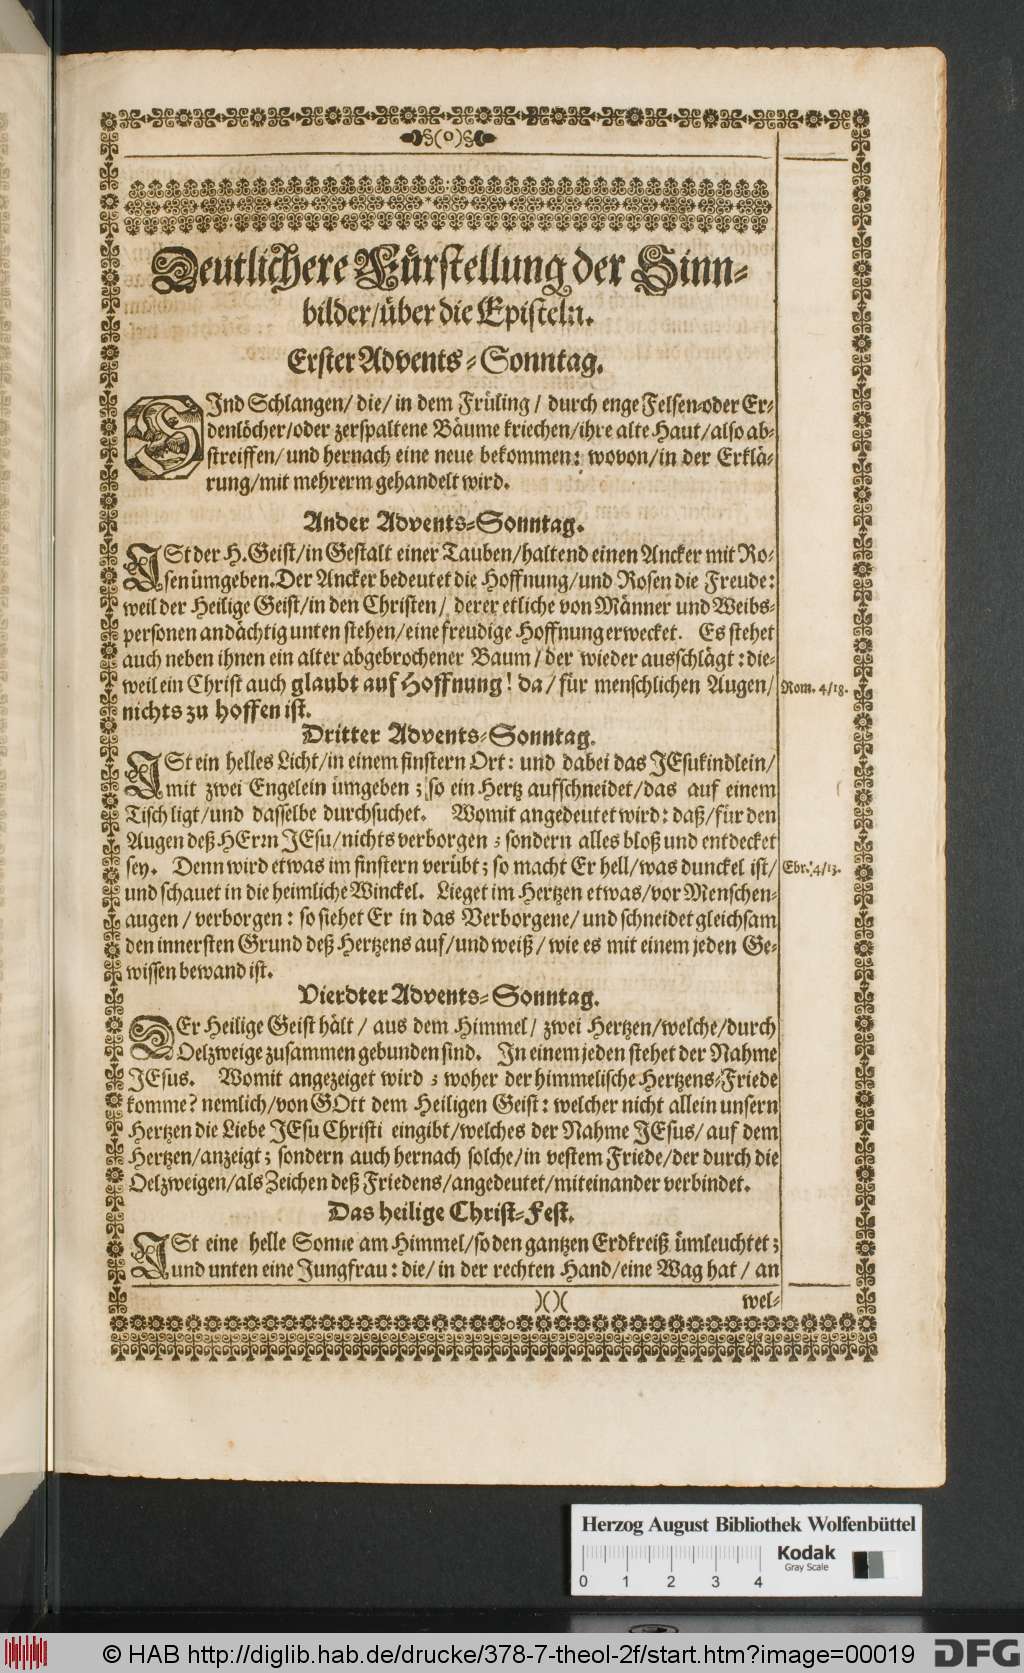 (o)
Deutlichere Fürstellung der Sinn-
bilder/über die Episteln.
Erster Advents-Sonntag.
SInd Schlangen/ die/ in dem Früling/ durch enge Felsen-oder Er-
denlöcher/oder zerspaltene Bäume kriechen/ihre alte Haut/also ab-
streiffen/und hernach eine neue bekommen: wovon/in der Erklä-
rung/mit mehrerm gehandelt wird.
Ander Advents-Sonntag.
ISt der H. Geist/in Gestalt einer Tauben/haltend einen Ancker mit Ro-
sen ümgeben. Der Ancker bedeutet die Hoffnung/und Rosen die Freude:
weil der Heilige Geist/in den Christen/ derer etliche von Männer und Weibs-
personen andächtig unten stehen/eine freudige Hoffnung erwecket. Es stehet
auch neben ihnen ein alter abgebrochener Baum/der wieder ausschlägt: die-
weil ein Christ auch glaubt auf Hoffnung! da/ für menschlichen Augen/
Rom. 4/18.
nichts zu hoffen ist.
Dritter Advents-Sonntag.
ISt ein helles Licht/in einem finstern Ort: und dabei das JEsukindlein/
mit zwei Engelein ümgeben; so ein Hertz aufschneidet/das auf einem
Tisch ligt/und dasselbe durchsuchet. Womit angedeutet wird: daß/für den
Augen deß HErrn JEsu/nichts verborgen; sondern alles bloß und entdecket
sey. Denn wird etwas im finstern verübt; so macht Er hell/was dunckel ist/
Ebr. 4/13.
und schauet in die heimliche Winckel. Lieget im Hertzen etwas/vor Menschen-
augen/ verborgen: so siehet Er in das Verborgene/und schneidet gleichsam
den innersten Grund deß Hertzens auf/und weiß/ wie es mit einem jeden Ge-
wissen bewand ist.
Vierdter Advents-Sonntag.
DEr Heilige Geist hält/ aus dem Himmel/ zwei Hertzen/welche/durch
Oelzweige zusammen gebunden sind. In einem jeden stehet der Nahme
JEsus. Womit angezeiget wird; woher der himmelische Hertzens-Friede
komme? nemlich/von GOtt dem Heiligen Geist: welcher nicht allein unsern
Hertzen die Liebe JEsu Christi eingibt/welches der Nahme JEsus/ auf dem
Hertzen/anzeigt; sondern auch hernach solche/in vestem Friede/der durch die
Oelzweigen/als Zeichen deß Friedens/angedeutet/miteinander verbindet.
Das heilige Christ-Fest.
ISt eine helle Sonne am Himmel/so den gantzen Erdkreiß ümleuchtet;
und unten eine Jungfrau: die/ in der rechten Hand/eine Wag hat/ an
)()(
wel-
Herzog August Bibliothek Wolfenbüttel
Kodak
Gray Scale
0 1 2 3 4
© HAB http://diglib.hab.de/drucke/378-7-theol-2f/start.htm?image=00019
DFG